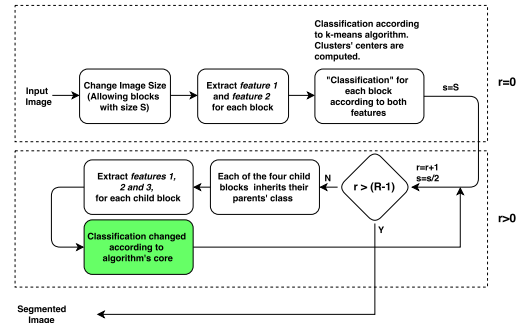 Classification according
to k-means algorithm.
Clusters' centers are
computed.
r=0
Input
Image
Change Image Size
(Allowing blocks
with size S)
Extract feature 1
and feature 2
for each block
"Classification" for
each block
according to both
features
s=S
Extract features 1,
2 and 3,
for each child block
Each of the four child
blocks inherits their
parents' class
N
r > (R-1)
r=r+1
s=s/2
r>0
Y
Classification changed
according to
algorithm's core
Segmented
Image